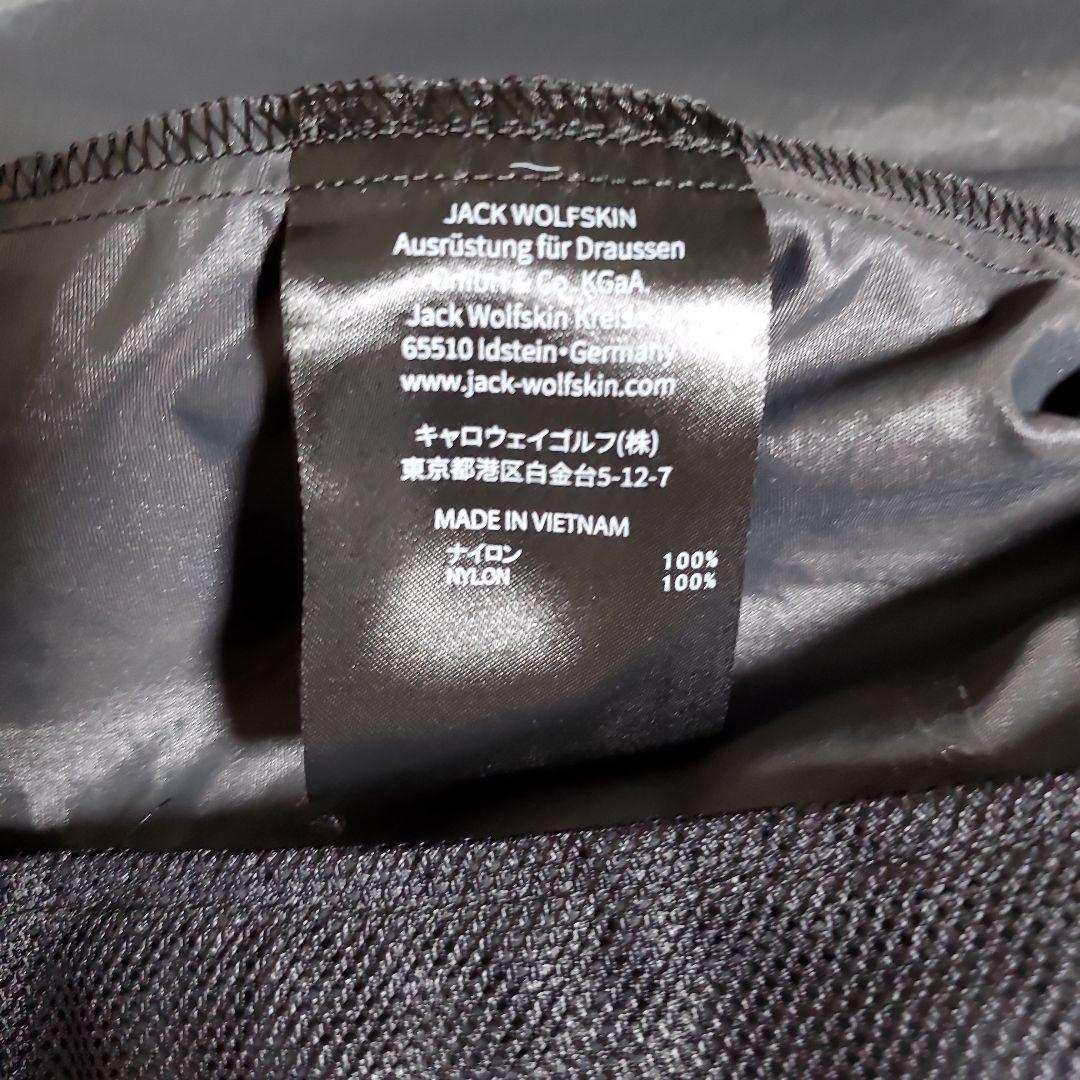 JACK WOLFSKIN
Ausrüstung für Draussen
GmbH & Co. KGaA
Jack Wolfskin
65510 Idstein·Germany
www.jack-wolfskin.com
キャロウェイゴルフ(株)
東京都港区白金台5-12-7
MADE IN VIETNAM
ナイロン 100%
NYLON 100%